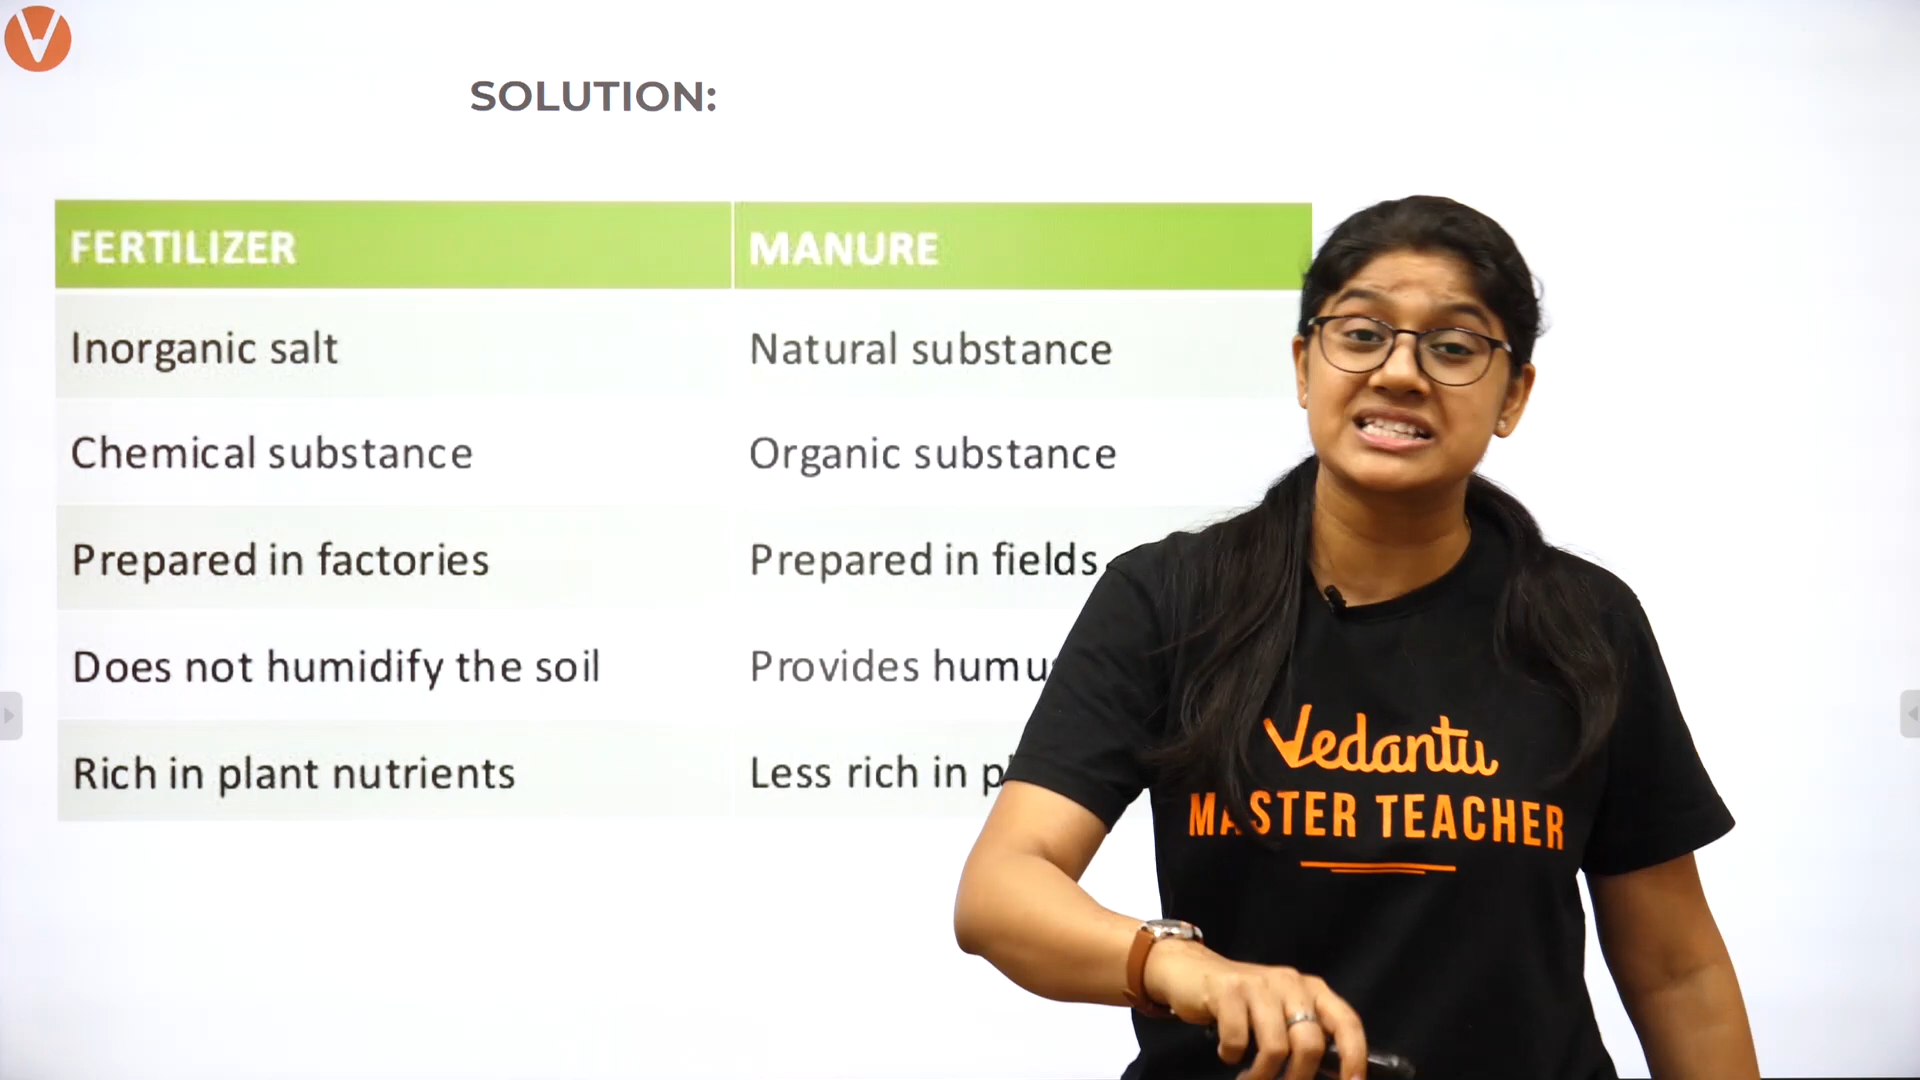 SOLUTION:
FERTILIZER MANURE
Inorganic salt Natural substance
Chemical substance Organic substance
Prepared in factories Prepared in fields
Does not humidify the soil Provides
Rich in plant nutrients Less rich in
Vedantu
MASTER TEACHER